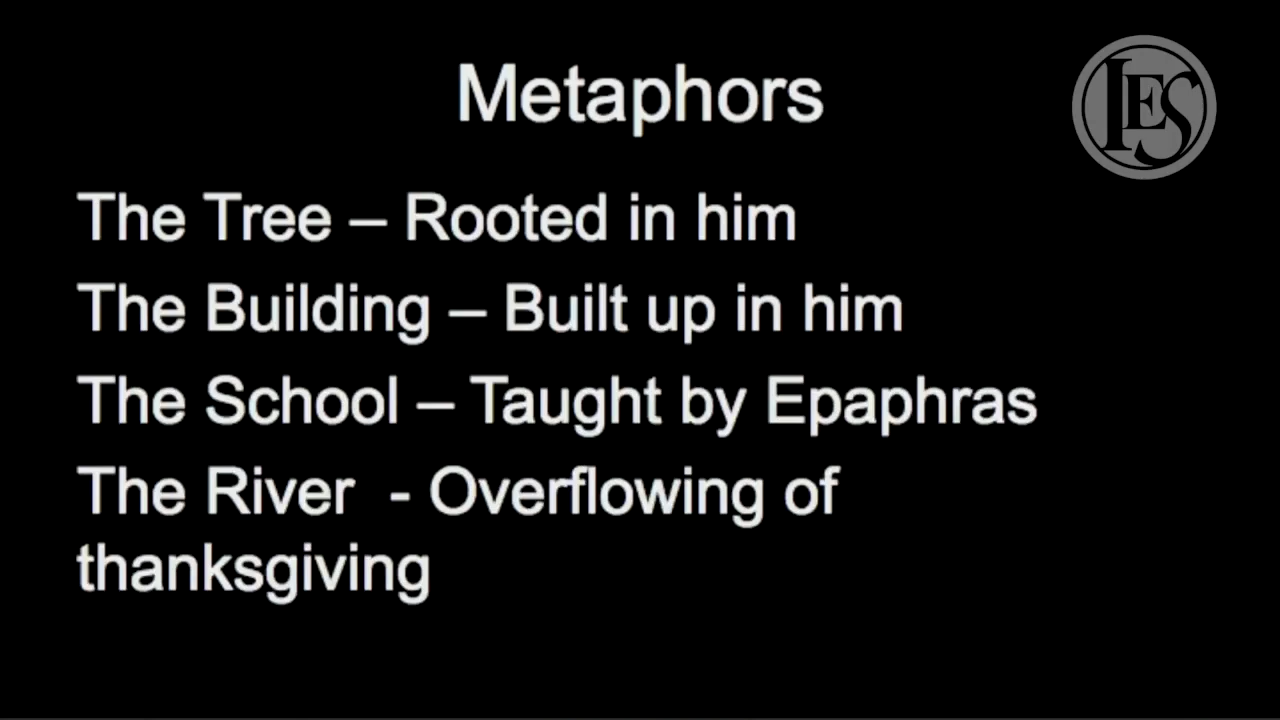 Metaphors
IES
The Tree – Rooted in him
The Building – Built up in him
The School – Taught by Epaphras
The River  - Overflowing of
thanksgiving